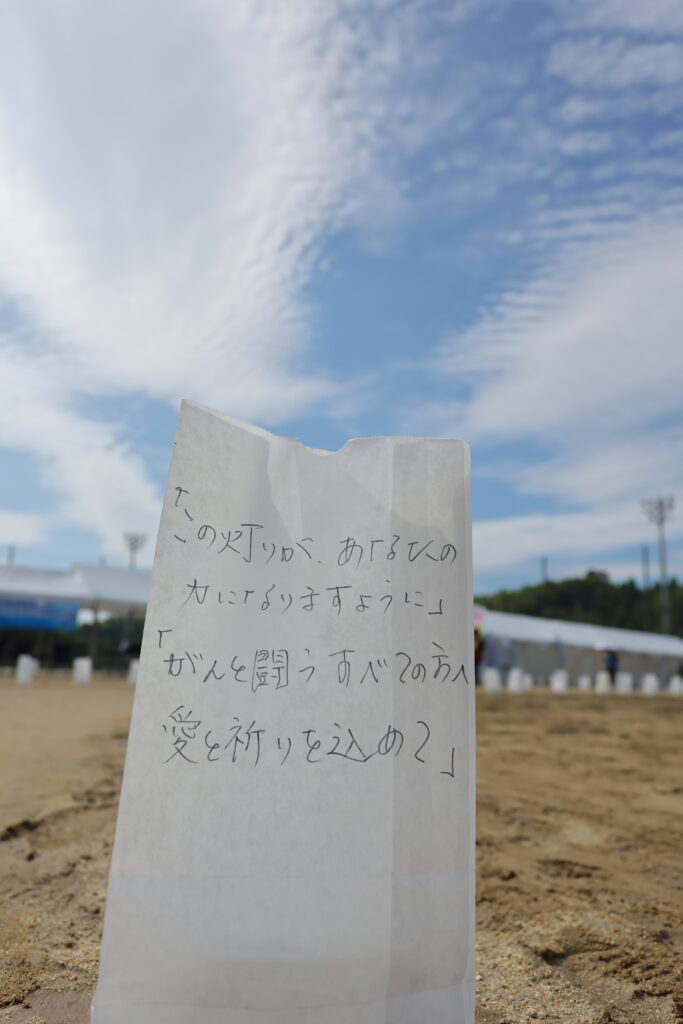 「この灯りが、あなたの
力になりますように」
「がんと闘うすべての方へ
愛と祈りを込めて」